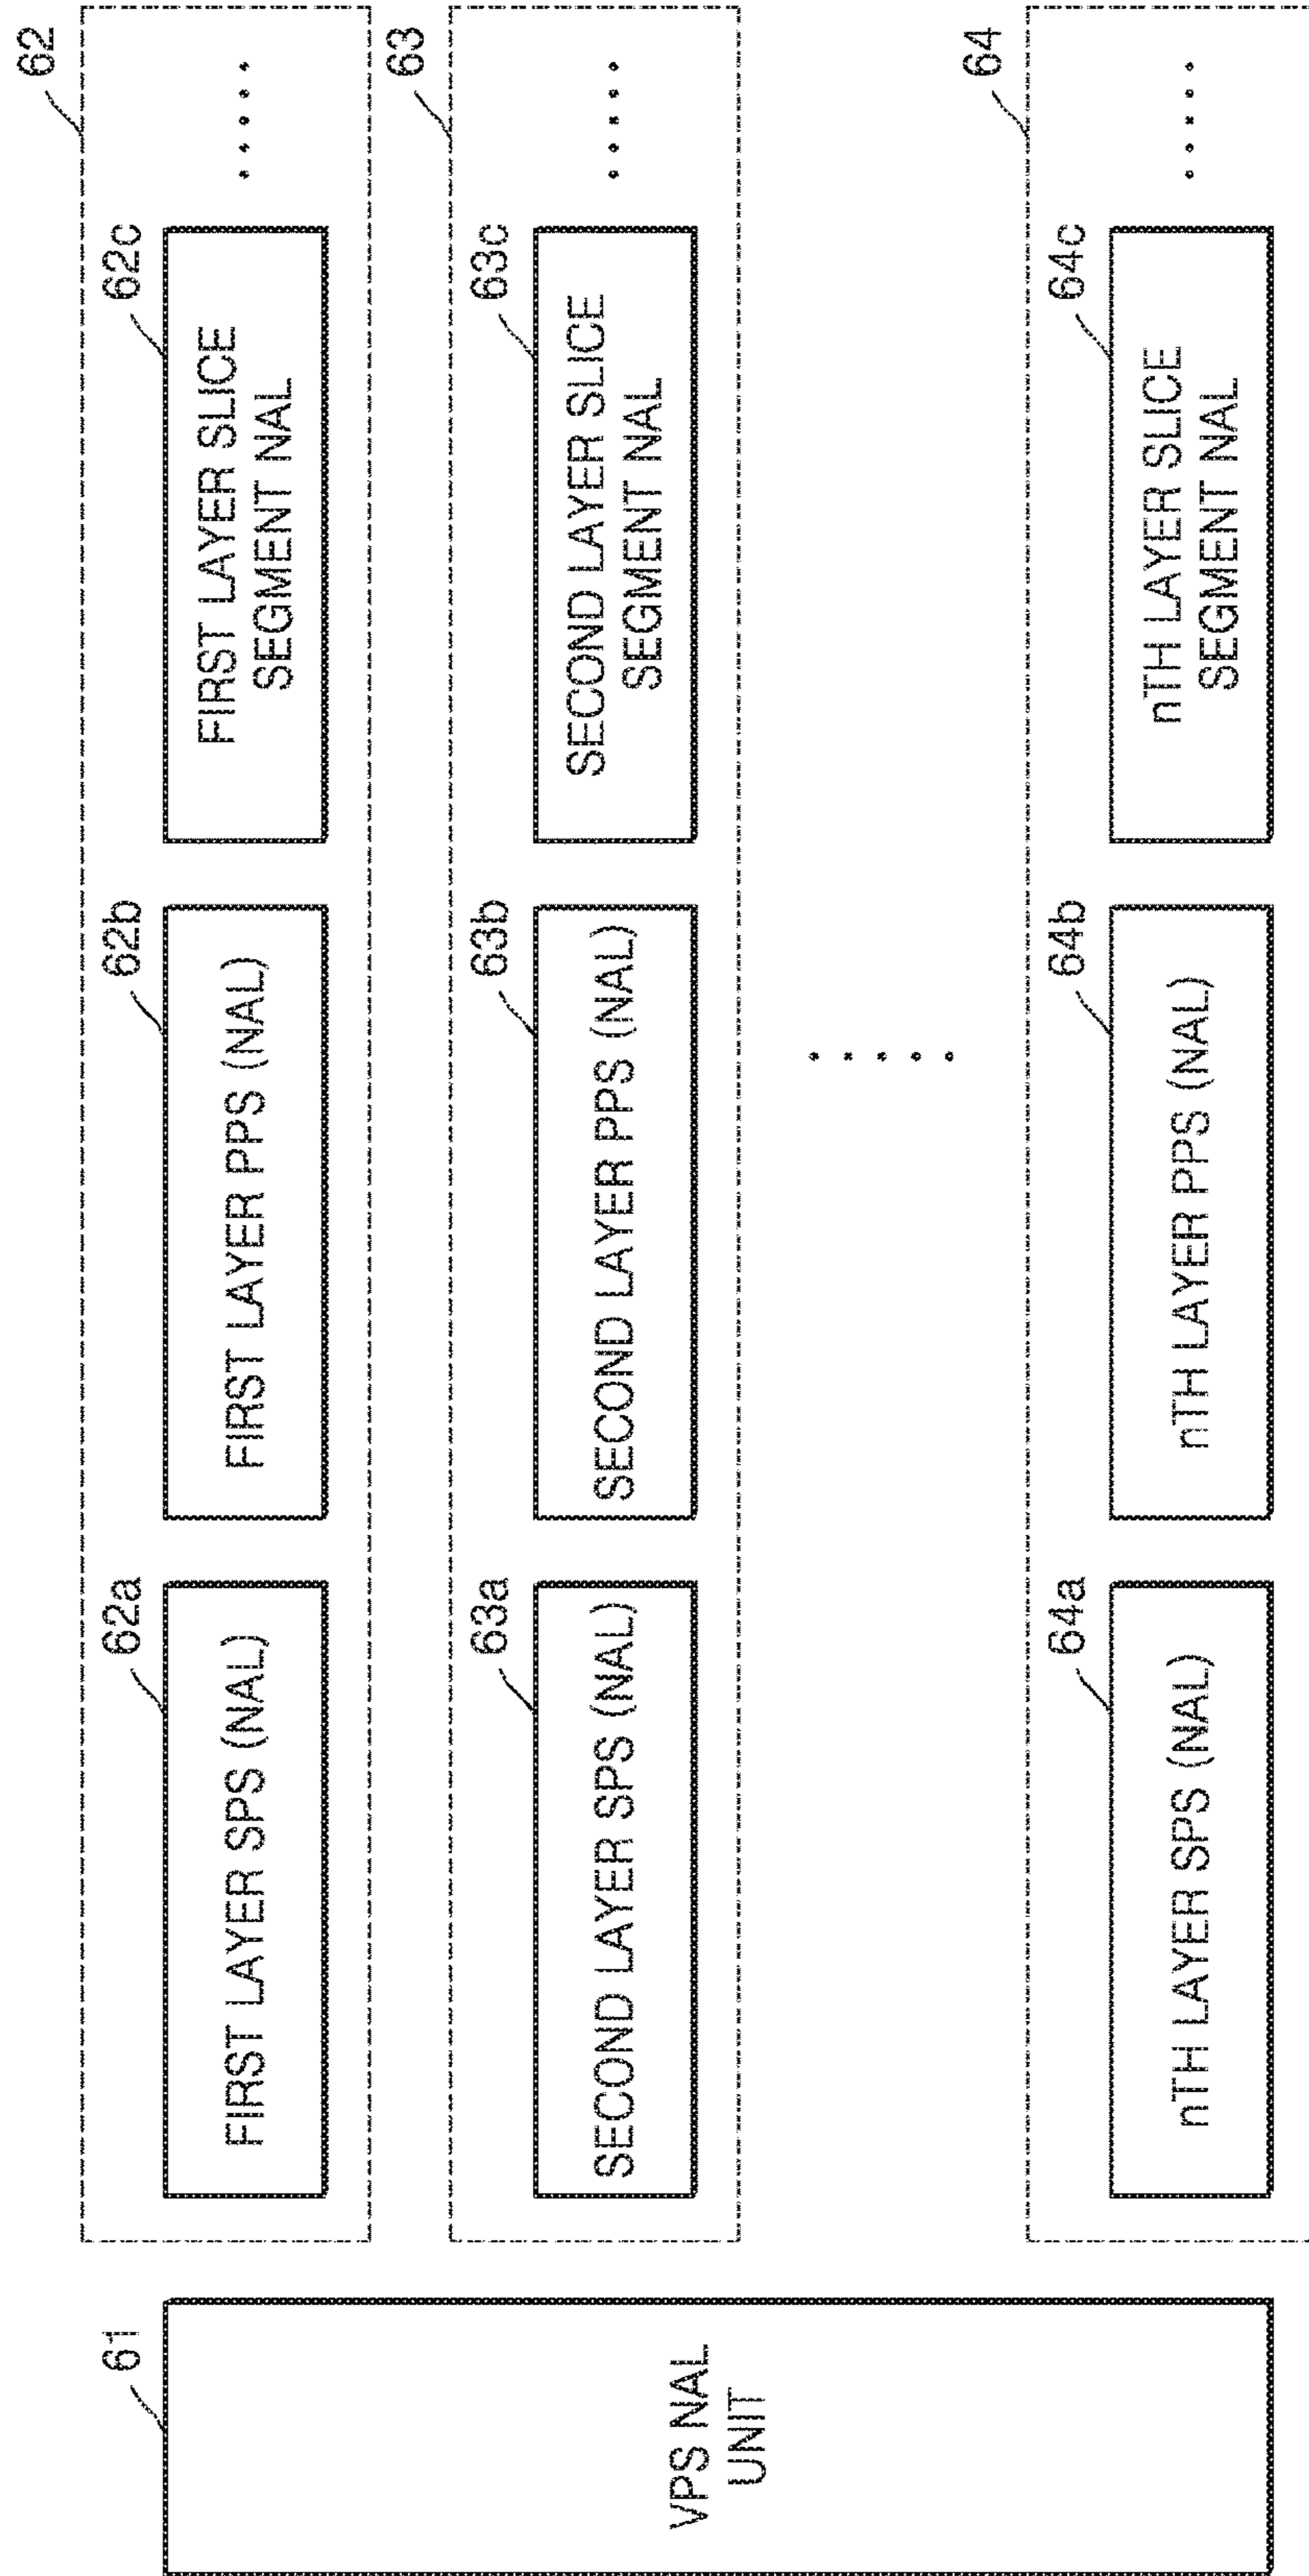 61
VPS NAL
UNIT
62
62a
FIRST LAYER SPS (NAL)
62b
FIRST LAYER PPS (NAL)
62c
FIRST LAYER SLICE
SEGMENT NAL
63
63a
SECOND LAYER SPS (NAL)
63b
SECOND LAYER PPS (NAL)
63c
SECOND LAYER SLICE
SEGMENT NAL
64
64a
nTH LAYER SPS (NAL)
64b
nTH LAYER PPS (NAL)
64c
nTH LAYER SLICE
SEGMENT NAL